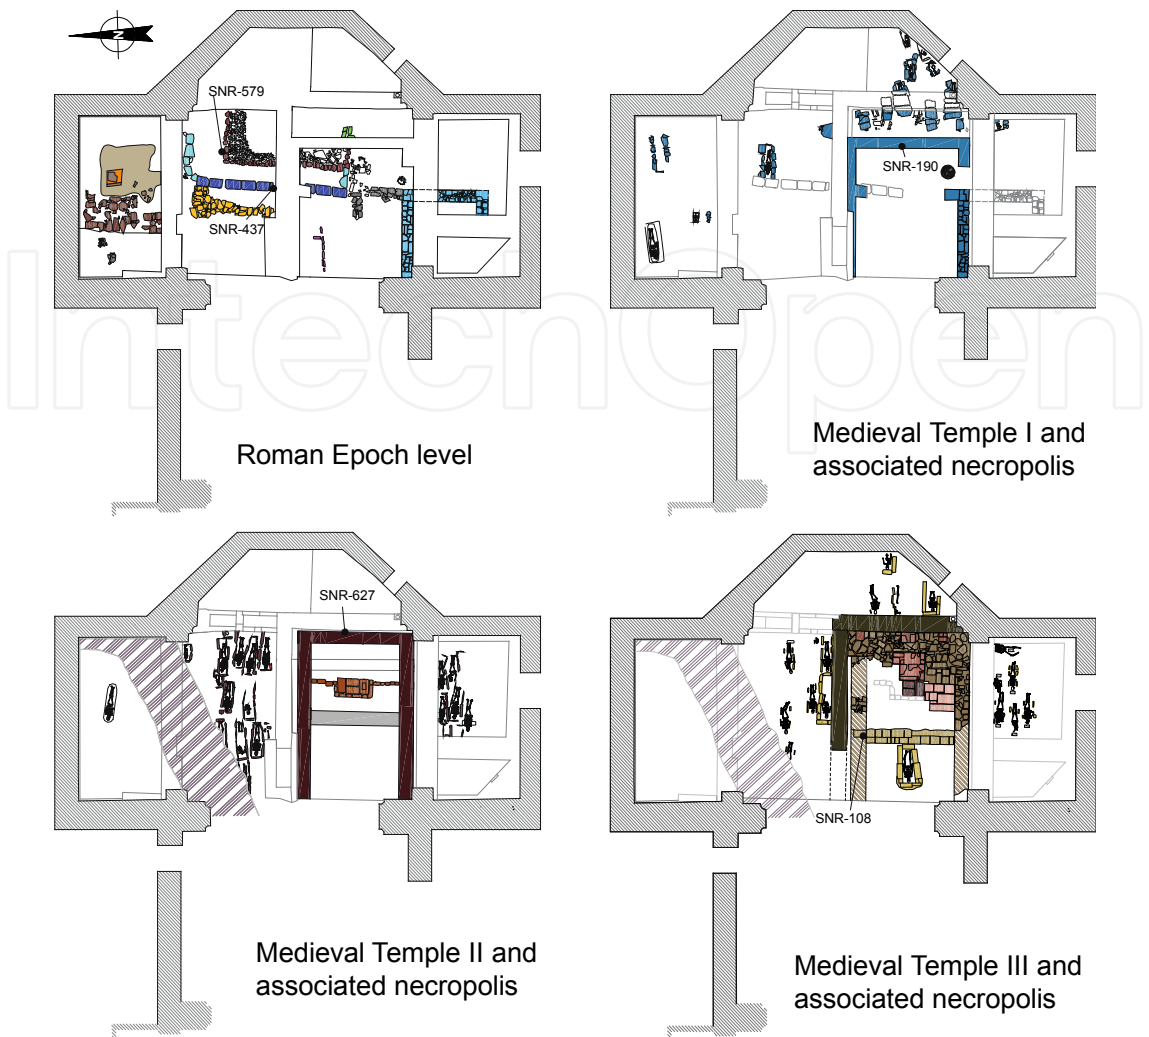 N
SNR-579
SNR-437
Roman Epoch level
SNR-190
Medieval Temple I and
associated necropolis
SNR-627
Medieval Temple II and
associated necropolis
SNR-108
Medieval Temple III and
associated necropolis
IntechOpen